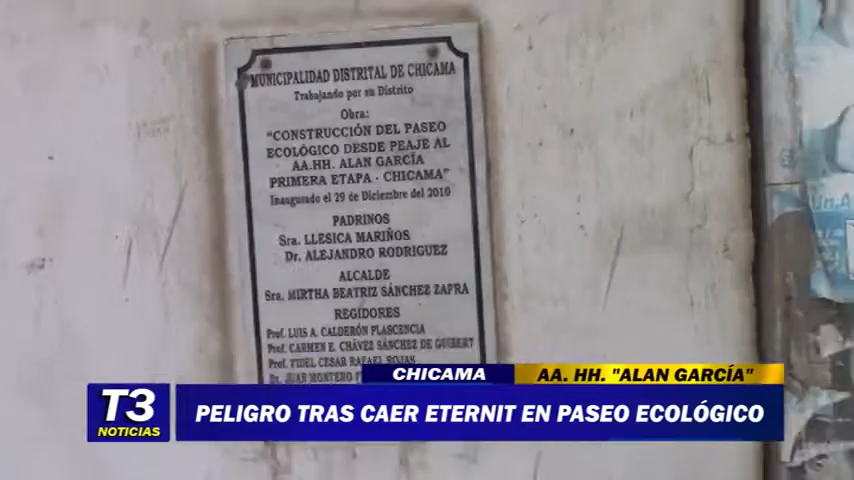 MUNICIPALIDAD DISTRITAL DE CHICAMA
Trabajando por su Distrito
Obra:
"CONSTRUCCIÓN DEL PASEO
ECOLÓGICO DESDE PEAJE AL
AA.HH. ALAN GARCÍA
PRIMERA ETAPA - CHICAMA"
Inaugurado el 29 de Diciembre del 2010
PADRINOS
Sra. LLESICA MARIÑOS
Dr. ALEJANDRO RODRIGUEZ
ALCALDE
Sra. MIRTHA BEATRIZ SÁNCHEZ ZAFRA
REGIDORES
Prof. LUIS A. CALDERÓN PLASCENCIA
Prof. CARMEN E. CHÁVEZ SÁNCHEZ DE GUIBERT
Prof. FIDEL CESAR RAFAEL ROJAS
Dr. JUAN MONTERO
CHICAMA
AA. HH. "ALAN GARCÍA"
T3
NOTICIAS
PELIGRO TRAS CAER ETERNIT EN PASEO ECOLÓGICO